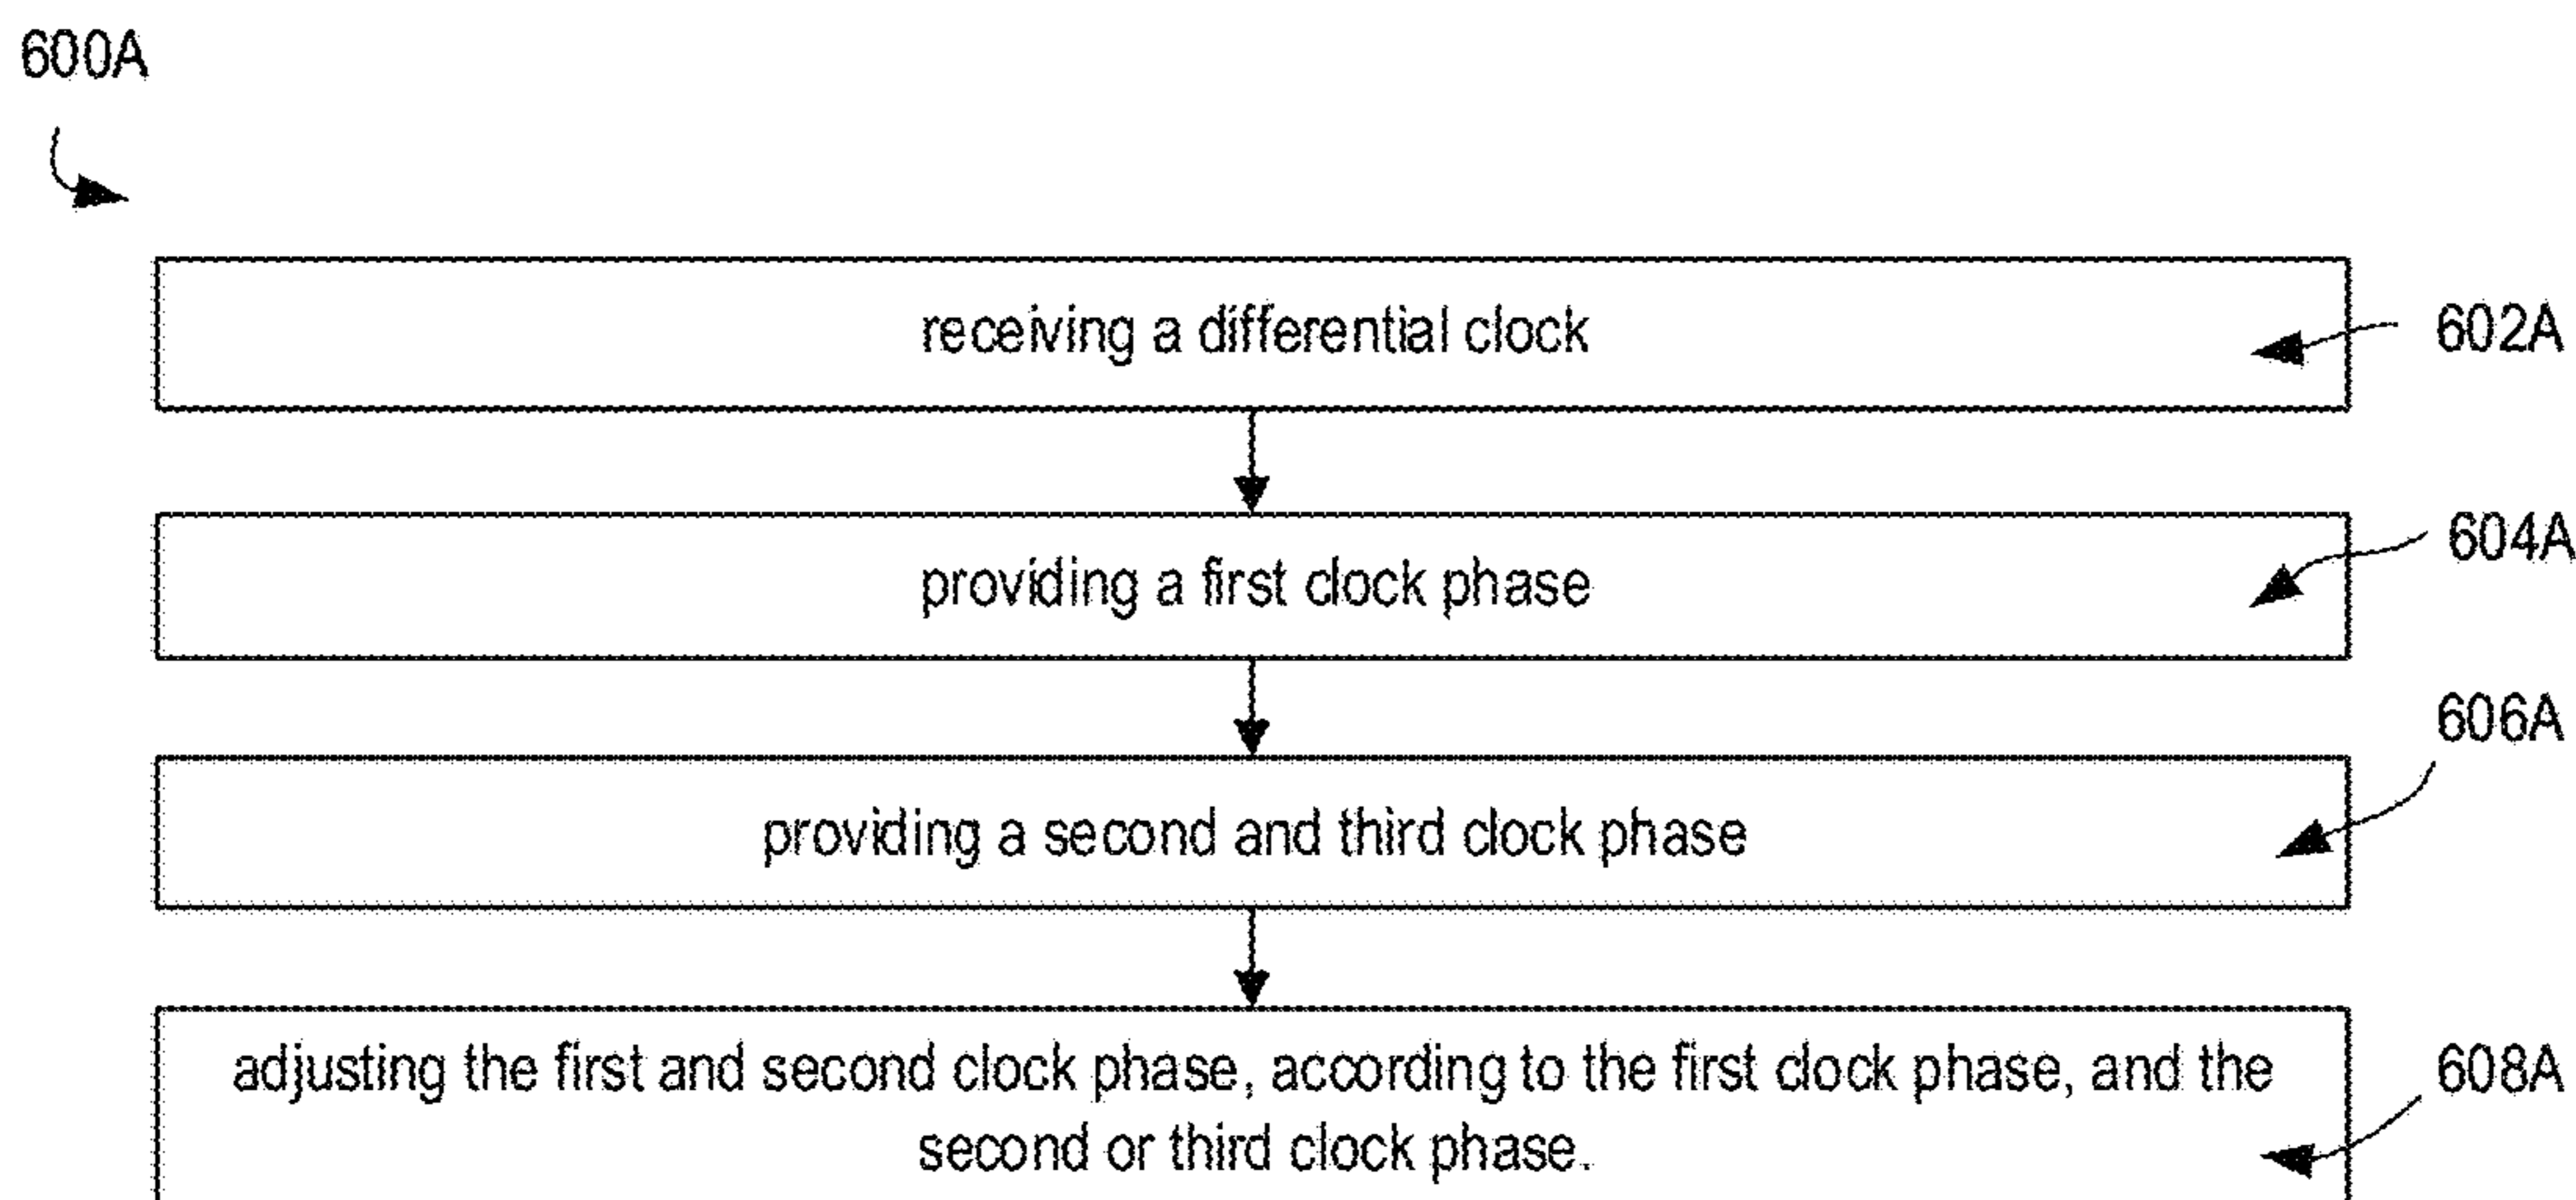 600A
receiving a differential clock
602A
providing a first clock phase
604A
606A
providing a second and third clock phase
adjusting the first and second clock phase, according to the first clock phase, and the
608A
second or third clock phase.